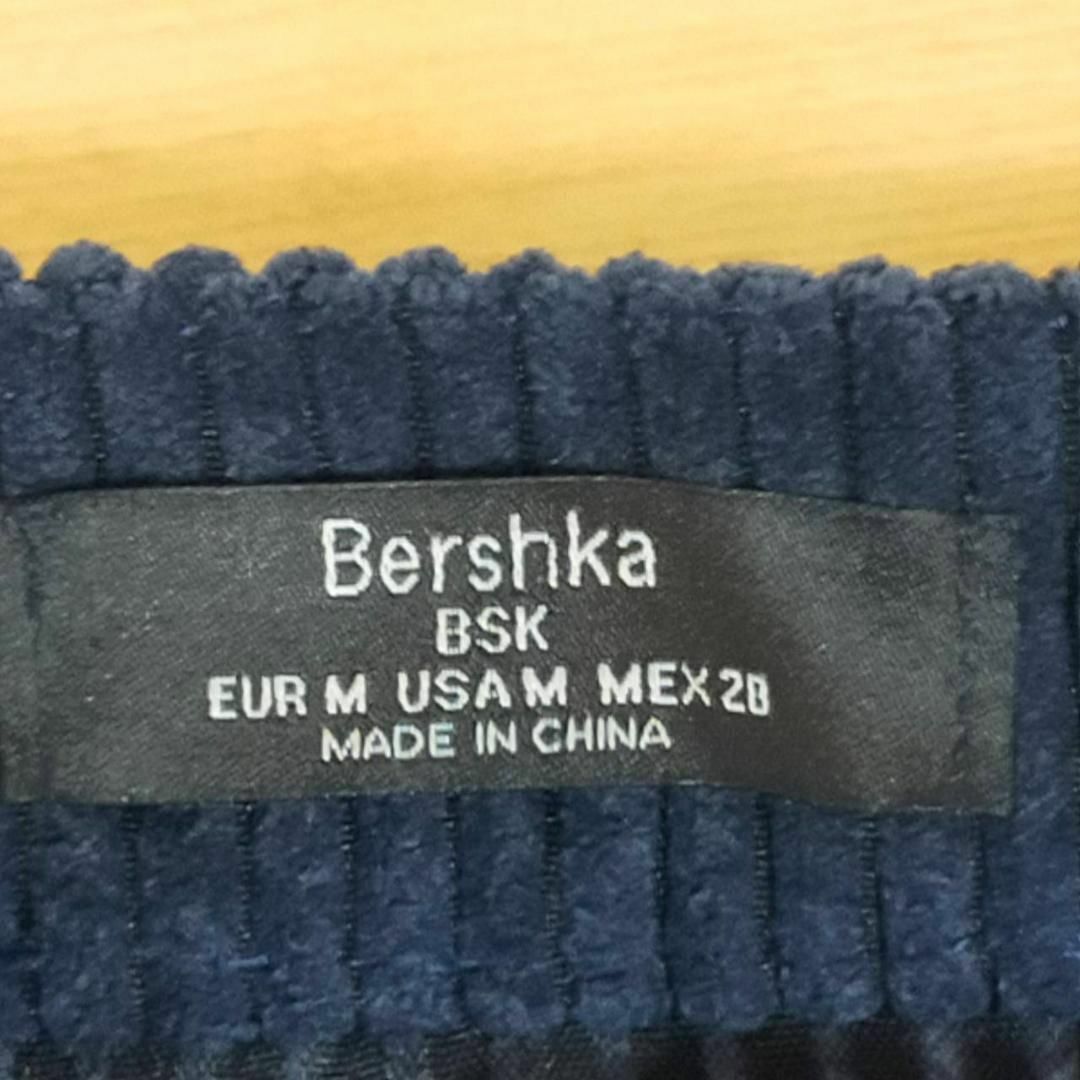 Bershka
BSK
EUR M USA M MEX 28
MADE IN CHINA